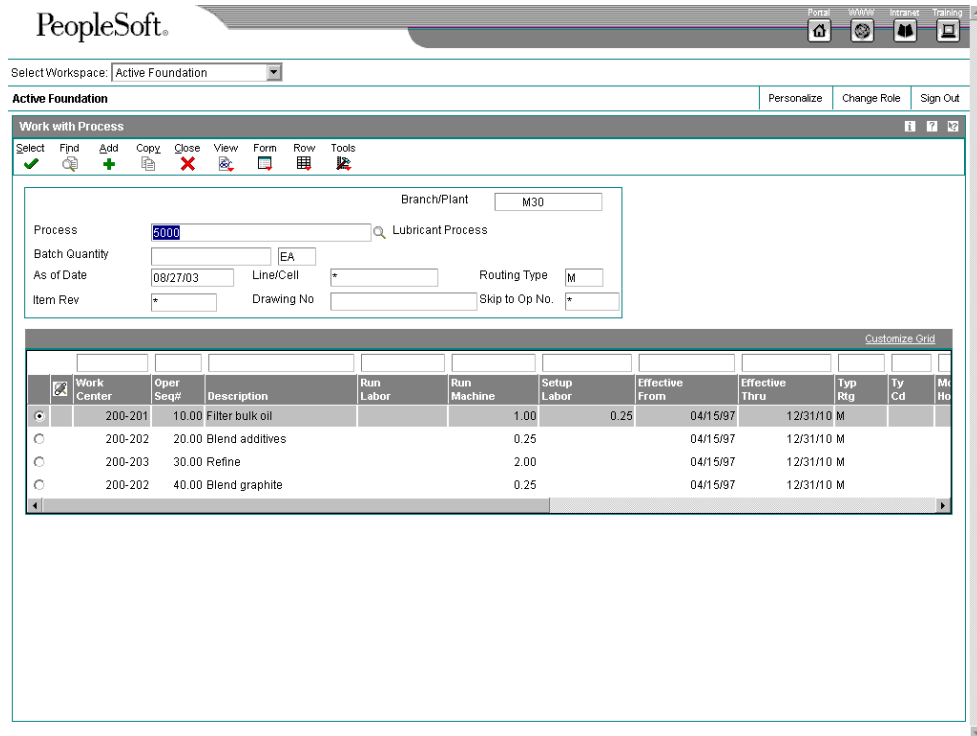 PeopleSoft®
Portal WWW Intranet Training
Select Workspace: Active Foundation
Active Foundation Personalize Change Role Sign Out
Work with Process
Select Find Add Copy Close View Form Row Tools
Branch/Plant M30
Process 5000 Lubricant Process
Batch Quantity EA
As of Date 08/27/03 Line/Cell * Routing Type M
Item Rev * Drawing No Skip to Op No. *
Customize Grid
Work Center Oper Seq# Description Run Labor Run Machine Setup Labor Effective From Effective Thru Typ Rtg Ty Cd Mo Ho
200-201 10.00 Filter bulk oil 1.00 0.25 04/15/97 12/31/10 M
200-202 20.00 Blend additives 0.25 04/15/97 12/31/10 M
200-203 30.00 Refine 2.00 04/15/97 12/31/10 M
200-202 40.00 Blend graphite 0.25 04/15/97 12/31/10 M